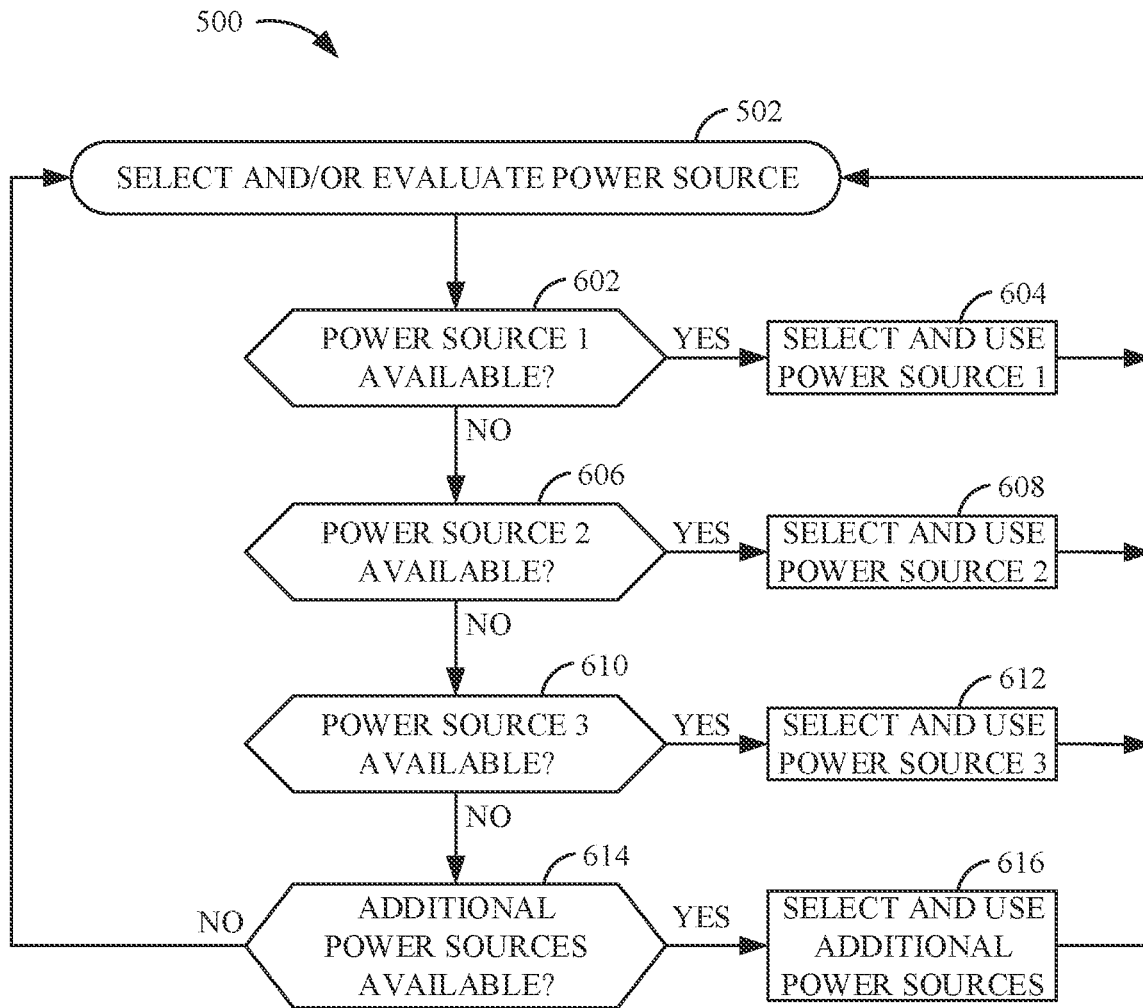 500
502
SELECT AND/OR EVALUATE POWER SOURCE
602
POWER SOURCE 1
AVAILABLE?
YES
604
SELECT AND USE
POWER SOURCE 1
NO
606
POWER SOURCE 2
AVAILABLE?
YES
608
SELECT AND USE
POWER SOURCE 2
NO
610
POWER SOURCE 3
AVAILABLE?
YES
612
SELECT AND USE
POWER SOURCE 3
NO
614
NO
ADDITIONAL
POWER SOURCES
AVAILABLE?
YES
616
SELECT AND USE
ADDITIONAL
POWER SOURCES